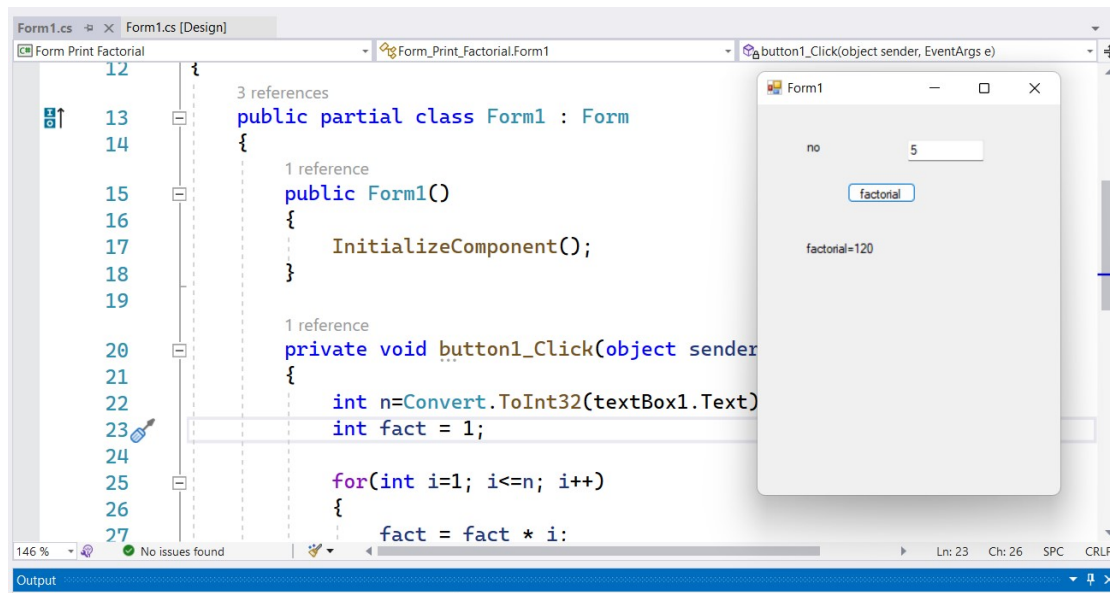 Form1.cs Form1.cs [Design]
Form Print Factorial Form_Print_Factorial.Form1 button1_Click(object sender, EventArgs e)
12 {
3 references
13 public partial class Form1 : Form
14 {
1 reference
15 public Form1()
16 {
17 InitializeComponent();
18 }
19
1 reference
20 private void button1_Click(object sender
21 {
22 int n=Convert.ToInt32(textBox1.Text)
23 int fact = 1;
24
25 for(int i=1; i<=n; i++)
26 {
27 fact = fact * i;
Form1
no 5
factorial
factorial=120
146 % No issues found Ln: 23 Ch: 26 SPC CRLF
Output